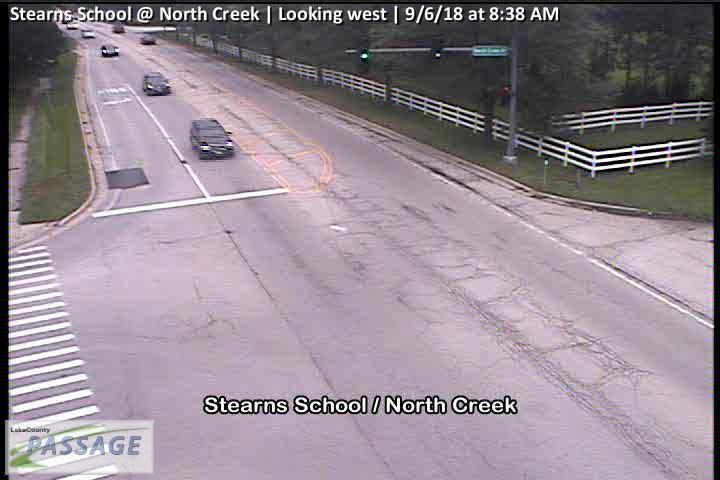 Stearns School @ North Creek | Looking west | 9/6/18 at 8:38 AM
Stearns School / North Creek
LakeCounty
PASSAGE